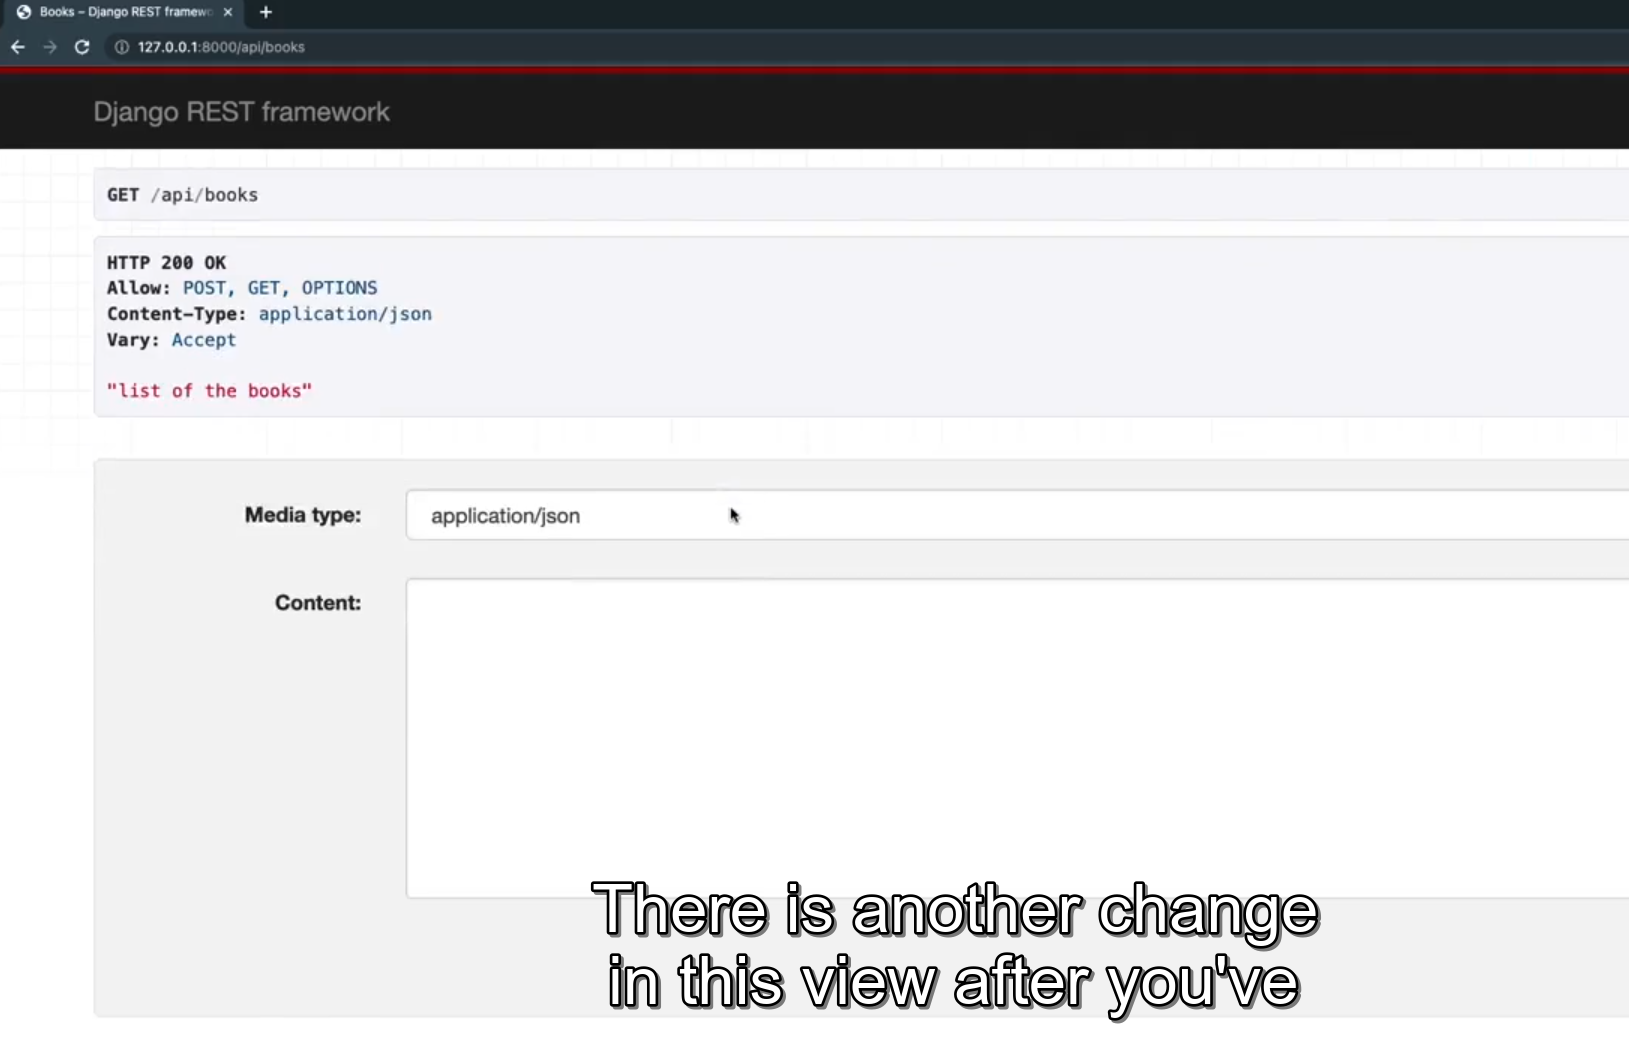 Books – Django REST framewo
127.0.0.1:8000/api/books
Django REST framework
GET /api/books
HTTP 200 OK
Allow: POST, GET, OPTIONS
Content-Type: application/json
Vary: Accept
"list of the books"
Media type:
application/json
Content:
There is another change
in this view after you've